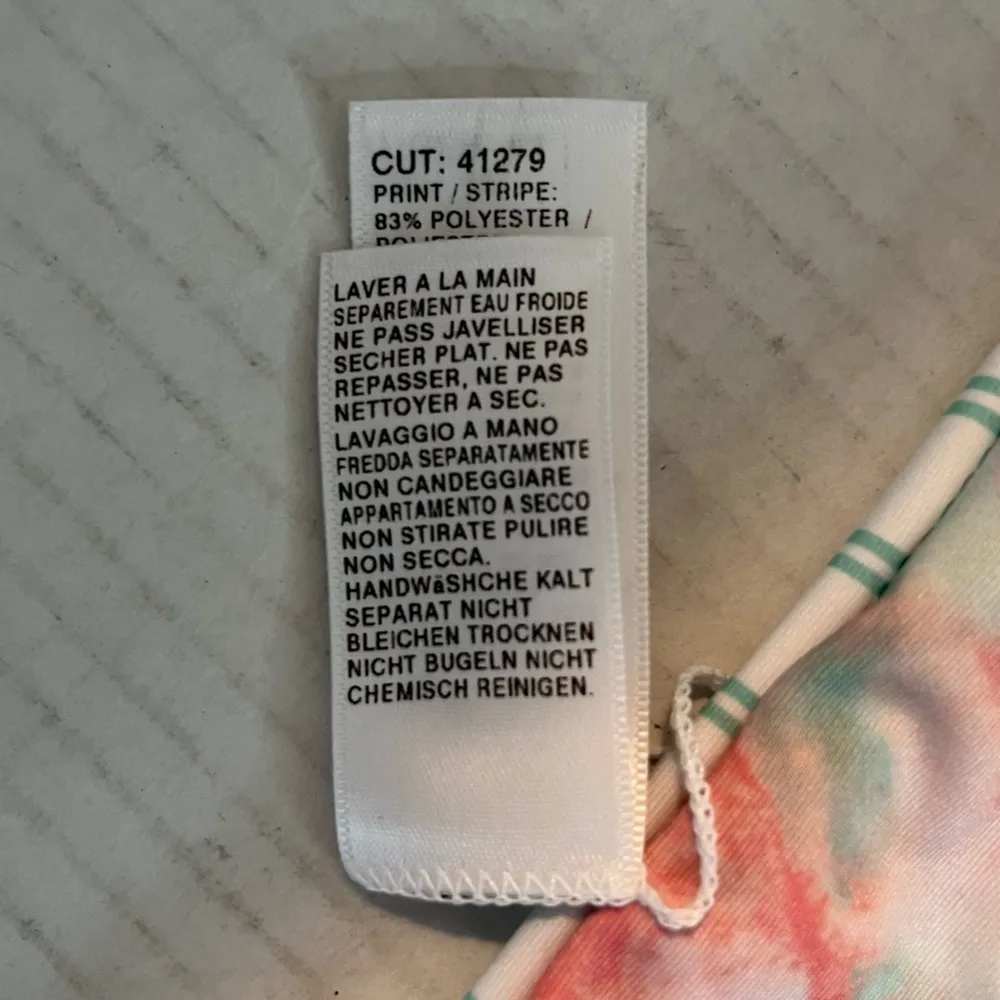 CUT: 41279
PRINT / STRIPE:
83% POLYESTER /
LAVER A LA MAIN
SEPAREMENT EAU FROIDE
NE PASS JAVELLISER
SECHER PLAT. NE PAS
REPASSER, NE PAS
NETTOYER A SEC.
LAVAGGIO A MANO
FREDDA SEPARATAMENTE
NON CANDEGGIARE
APPARTAMENTO A SECCO
NON STIRATE PULIRE
NON SECCA.
HANDWäSHCHE KALT
SEPARAT NICHT
BLEICHEN TROCKNEN
NICHT BUGELN NICHT
CHEMISCH REINIGEN.